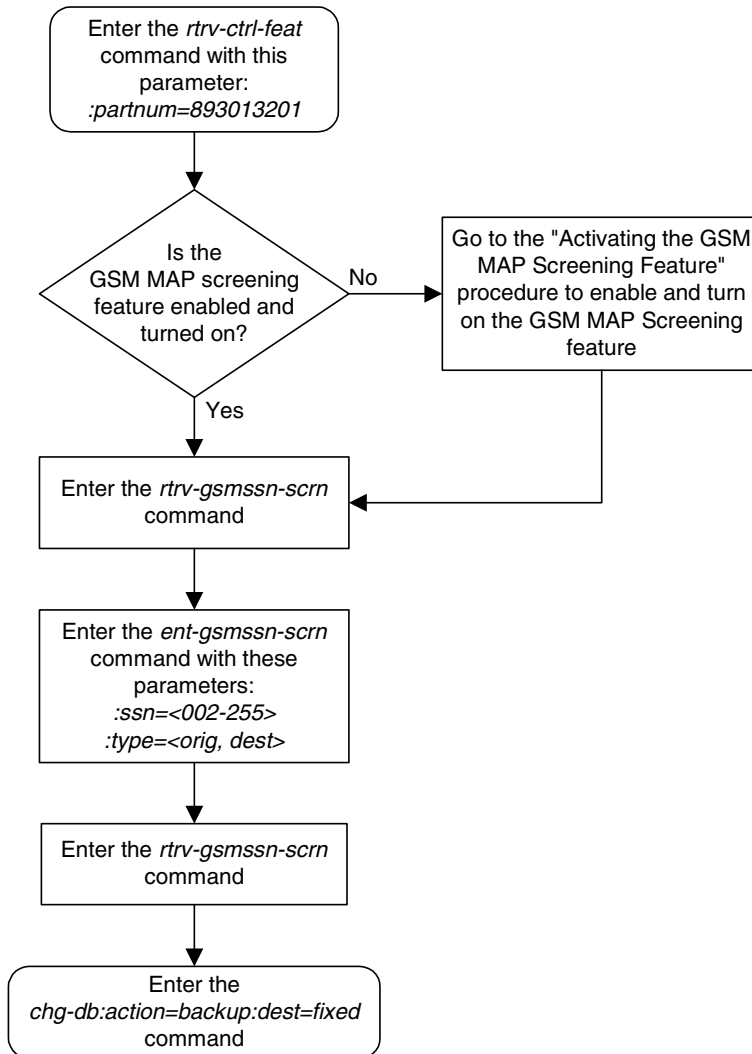 Enter the rtrv-ctrl-feat
command with this
parameter:
:partnum=893013201
Is the
GSM MAP screening
feature enabled and
turned on?
No
Go to the "Activating the GSM
MAP Screening Feature"
procedure to enable and turn
on the GSM MAP Screening
feature
Yes
Enter the rtrv-gsmssn-scrn
command
Enter the ent-gsmssn-scrn
command with these
parameters:
:ssn=<002-255>
:type=<orig, dest>
Enter the rtrv-gsmssn-scrn
command
Enter the
chg-db:action=backup:dest=fixed
command